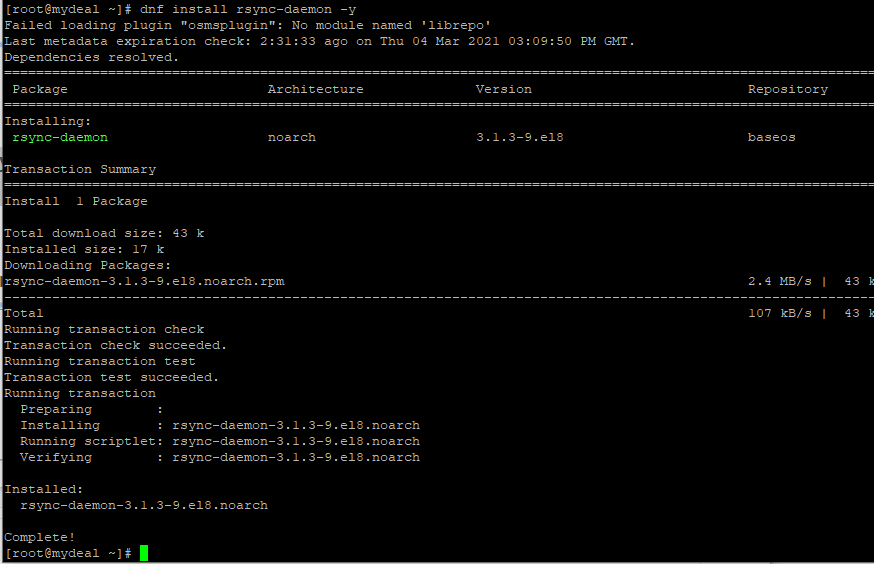 [root@mydeal ~]# dnf install rsync-daemon -y
Failed loading plugin "osmsplugin": No module named 'librepo'
Last metadata expiration check: 2:31:33 ago on Thu 04 Mar 2021 03:09:50 PM GMT.
Dependencies resolved.
Package Architecture Version Repository
Installing:
rsync-daemon noarch 3.1.3-9.el8 baseos
Transaction Summary
Install 1 Package
Total download size: 43 k
Installed size: 17 k
Downloading Packages:
rsync-daemon-3.1.3-9.el8.noarch.rpm 2.4 MB/s | 43 k
Total 107 kB/s | 43 k
Running transaction check
Transaction check succeeded.
Running transaction test
Transaction test succeeded.
Running transaction
Preparing :
Installing : rsync-daemon-3.1.3-9.el8.noarch
Running scriptlet: rsync-daemon-3.1.3-9.el8.noarch
Verifying : rsync-daemon-3.1.3-9.el8.noarch
Installed:
rsync-daemon-3.1.3-9.el8.noarch
Complete!
[root@mydeal ~]#